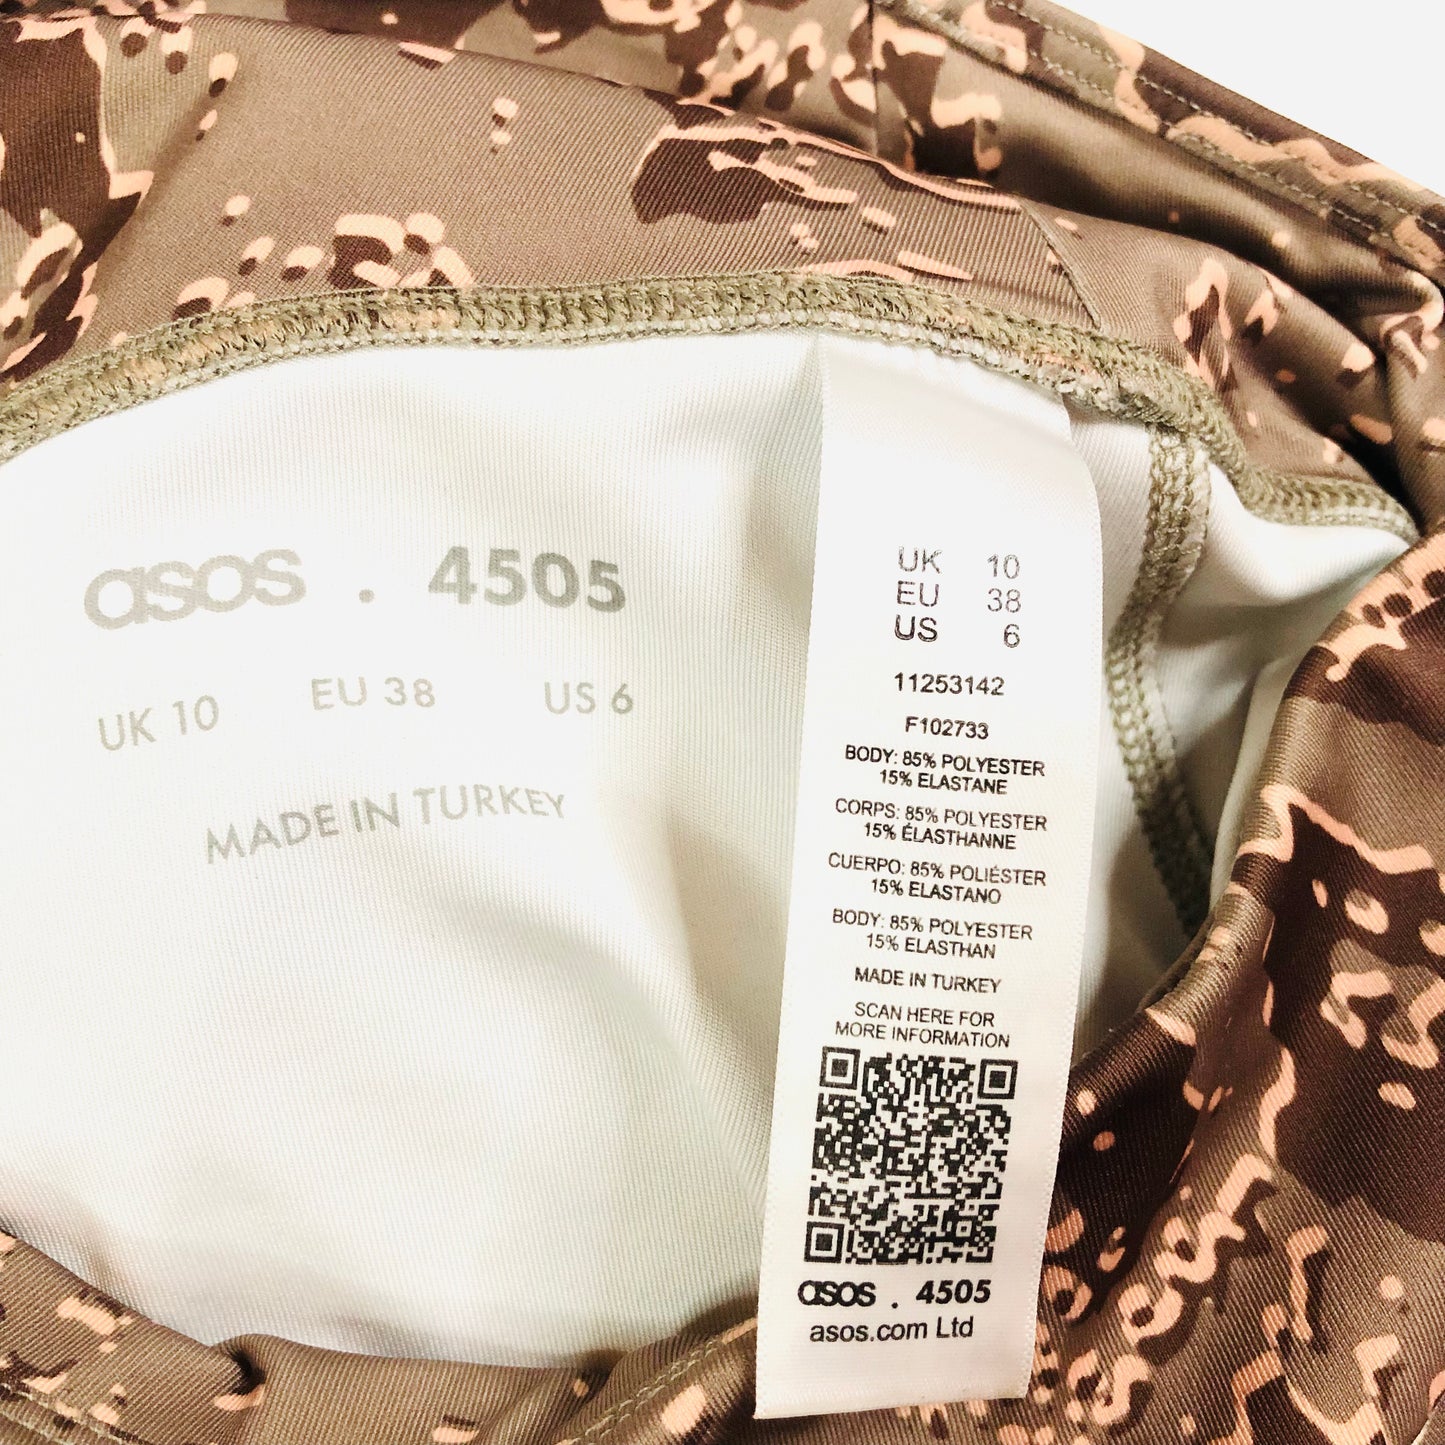 asos . 4505
UK 10 EU 38 US 6
MADE IN TURKEY
UK 10
EU 38
US 6
11253142
F102733
BODY: 85% POLYESTER
15% ELASTANE
CORPS: 85% POLYESTER
15% ÉLASTHANNE
CUERPO: 85% POLIÉSTER
15% ELASTANO
BODY: 85% POLYESTER
15% ELASTHAN
MADE IN TURKEY
SCAN HERE FOR
MORE INFORMATION
asos . 4505
asos.com Ltd